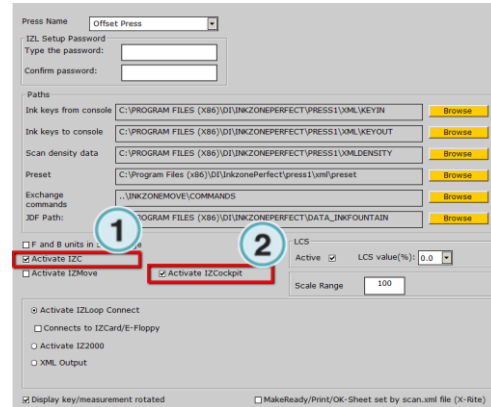 Press Name Offset Press
IZL Setup Password
Type the password:
Confirm password:
Paths
Ink keys from console C:\PROGRAM FILES (X86)\DI\INKZONEPERFECT\PRESS1\XML\KEYIN Browse
Ink keys to console C:\PROGRAM FILES (X86)\DI\INKZONEPERFECT\PRESS1\XML\KEYOUT Browse
Scan density data C:\PROGRAM FILES (X86)\DI\INKZONEPERFECT\PRESS1\XMLDENSITY Browse
Preset C:\Program Files (x86)\DI\InkzonePerfect\press1\xml\preset Browse
Exchange
commands ..\INKZONEMOVE\COMMANDS Browse
JDF Path: PROGRAM FILES (X86)\DI\INKZONEPERFECT\DATA_INKFOUNTAIN Browse
1
2
F and B units in
LCS
Active LCS value(%): 0.0
Activate IZC
Activate IZMove Activate IZCockpit
Scale Range 100
Activate IZLoop Connect
Connects to IZCard/E-Floppy
Activate IZ2000
XML Output
Display key/measurement rotated MakeReady/Print/OK-Sheet set by scan.xml file (X-Rite)